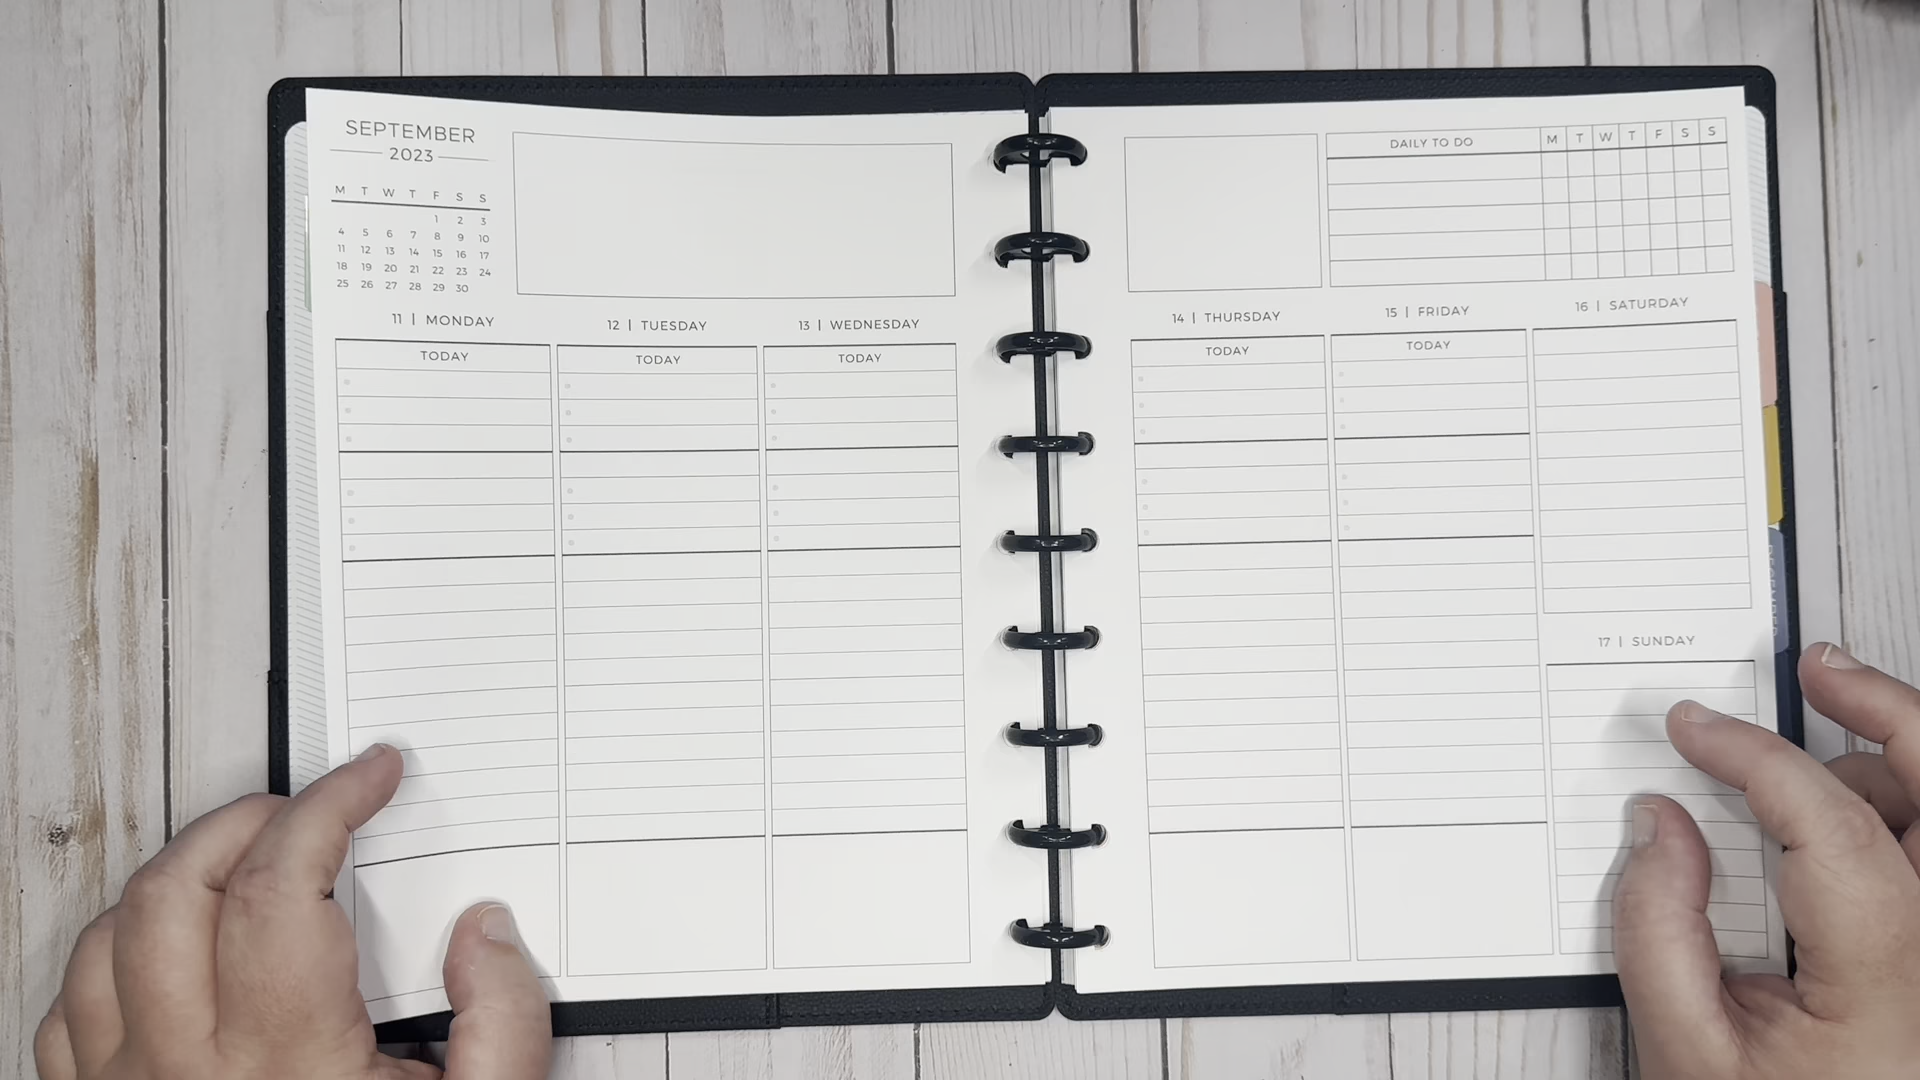 SEPTEMBER
2023
M T W T F S S
1 2 3
4 5 6 7 8 9 10
11 12 13 14 15 16 17
18 19 20 21 22 23 24
25 26 27 28 29 30
11 | MONDAY
12 | TUESDAY
13 | WEDNESDAY
TODAY
TODAY
TODAY
DAILY TO DO
M T W T F S S
14 | THURSDAY
15 | FRIDAY
16 | SATURDAY
TODAY
TODAY
17 | SUNDAY
DECEMBER